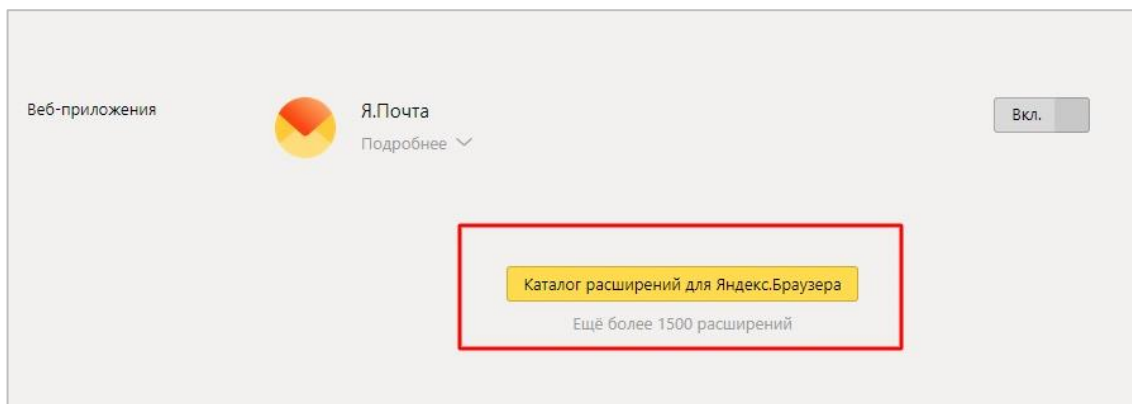 Веб-приложения
Я.Почта
Вкл.
Подробнее
Каталог расширений для Яндекс.Браузера
Ещё более 1500 расширений